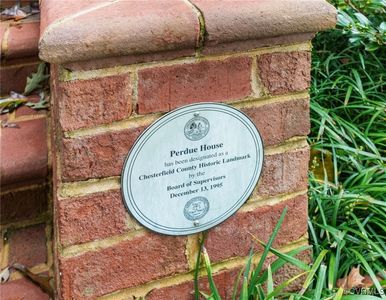 Perdue House
has been designated as a
Chesterfield County Historic Landmark
by the
Board of Supervisors
December 13, 1995